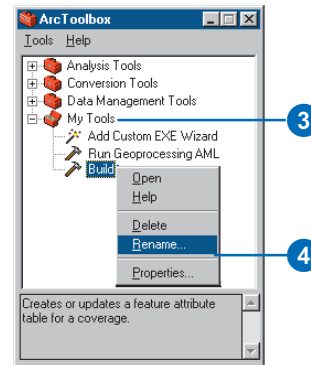 ArcToolbox
Tools Help
Analysis Tools
Conversion Tools
Data Management Tools
My Tools
3
Add Custom EXE Wizard
Run Geoprocessing AML
Build
Open
Help
Delete
Rename...
4
Properties...
Creates or updates a feature attribute
table for a coverage.